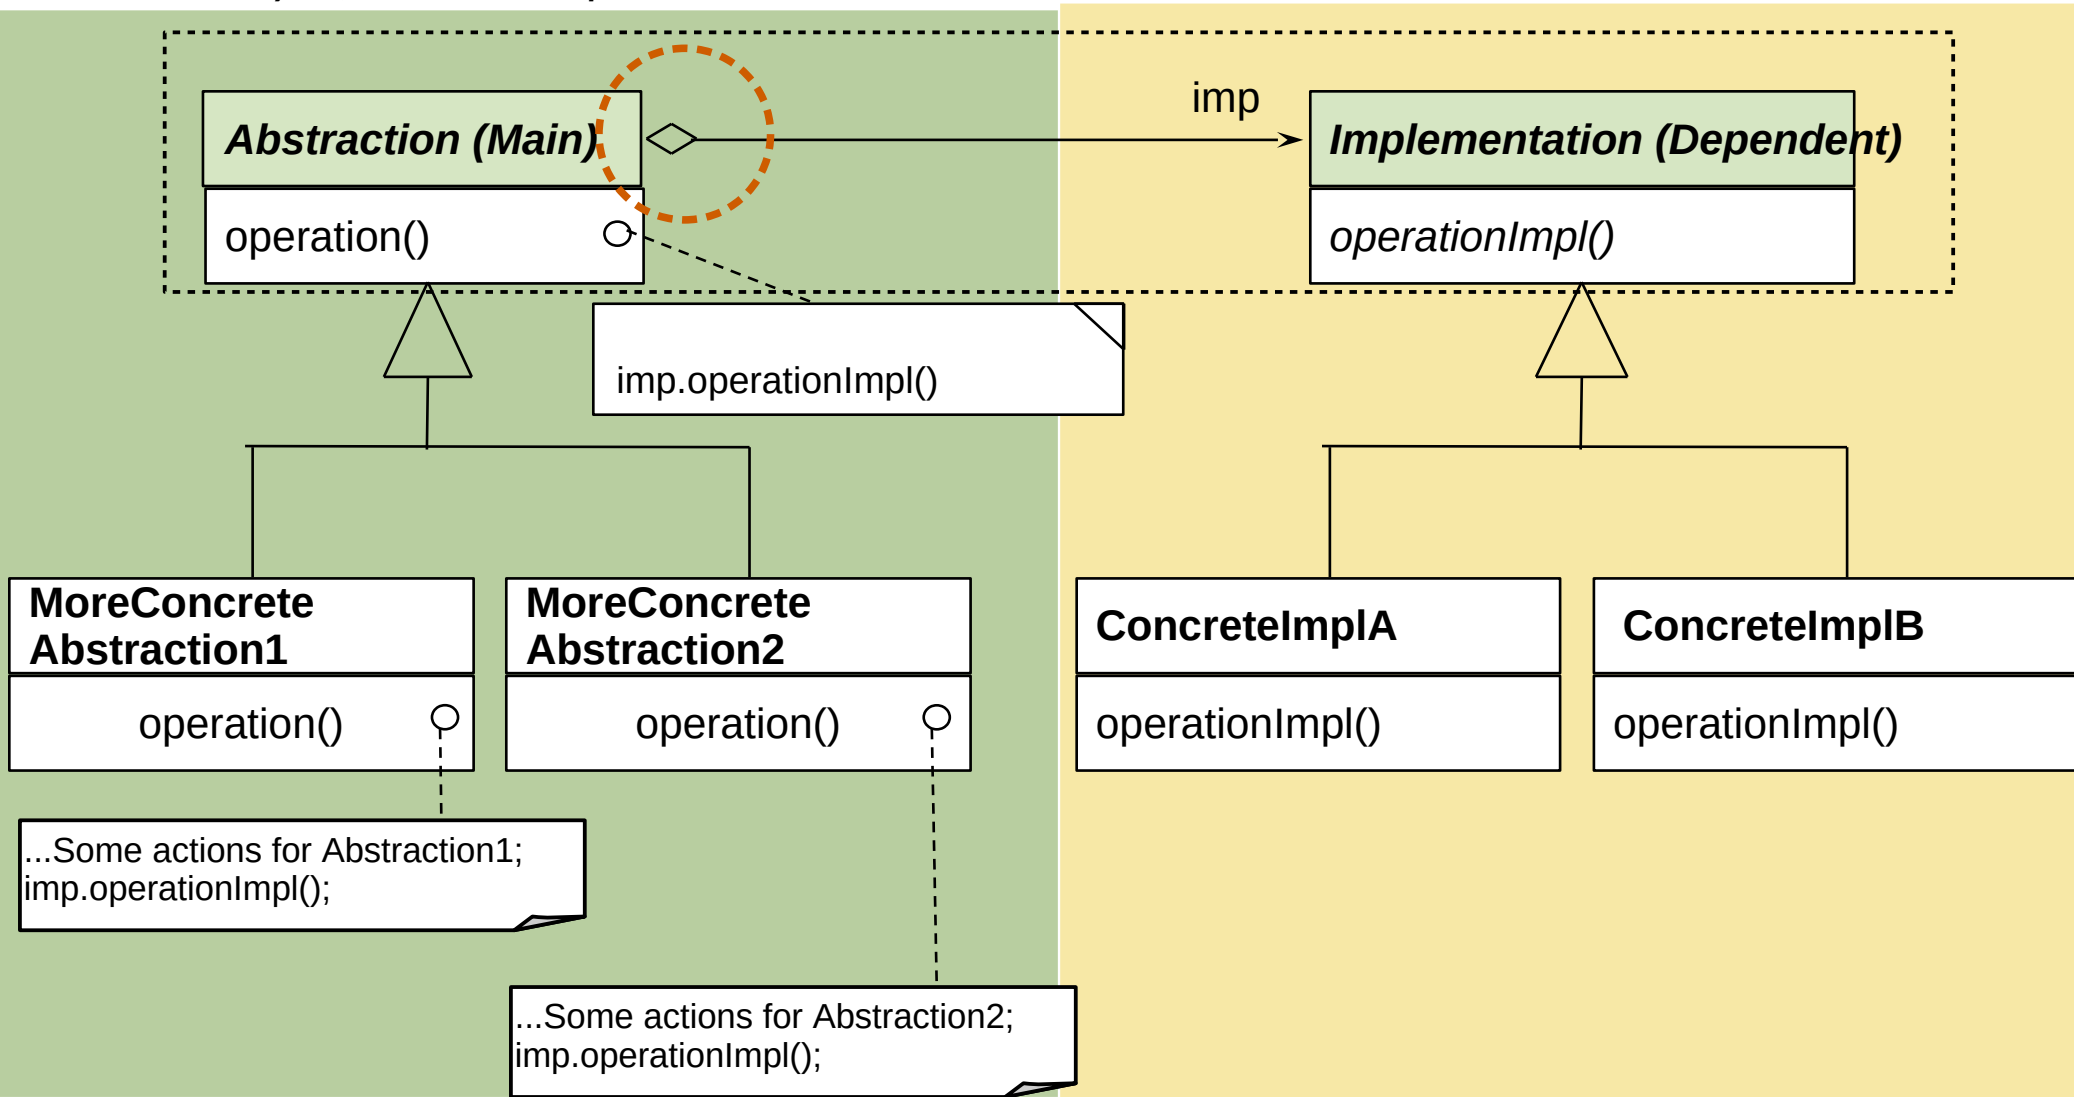 imp
Abstraction (Main)
Implementation (Dependent)
operation()
operationImpl()
imp.operationImpl()
MoreConcrete
Abstraction1
MoreConcrete
Abstraction2
ConcreteImplA
ConcreteImplB
operation()
operation()
operationImpl()
operationImpl()
...Some actions for Abstraction1;
imp.operationImpl();
...Some actions for Abstraction2;
imp.operationImpl();